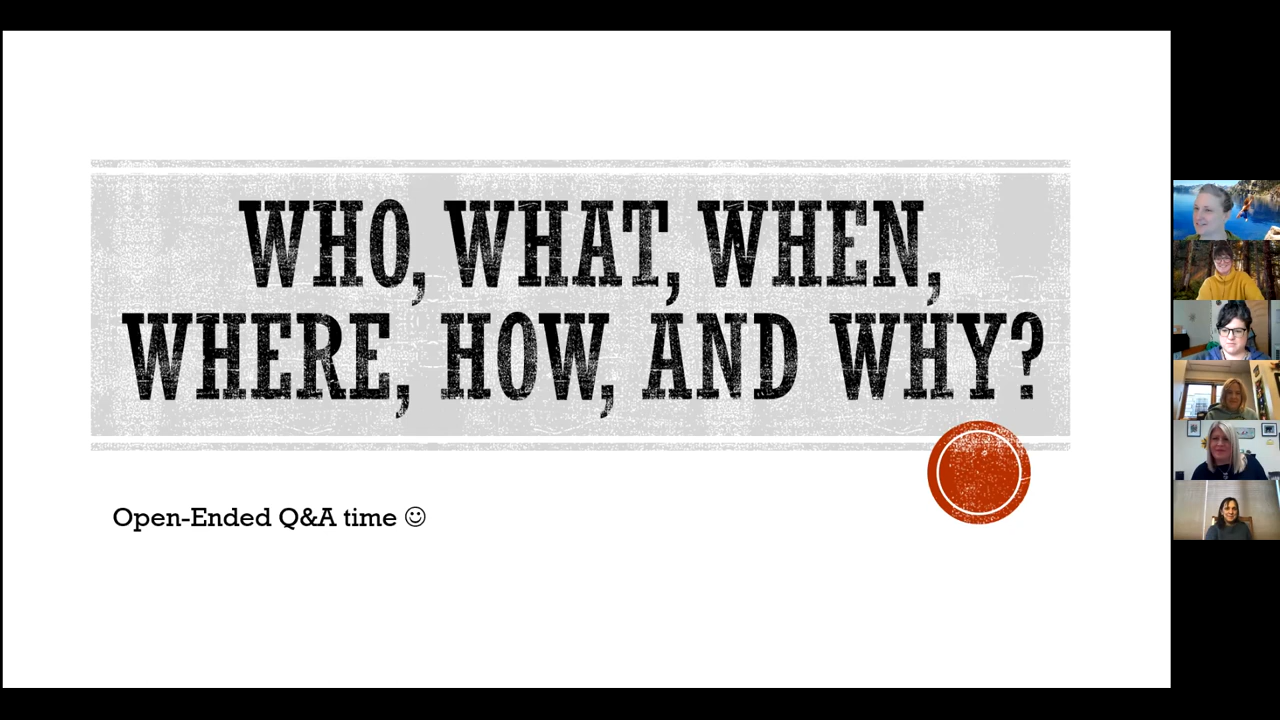 WHO, WHAT, WHEN,
WHERE, HOW, AND WHY?
Open-Ended Q&A time ☺